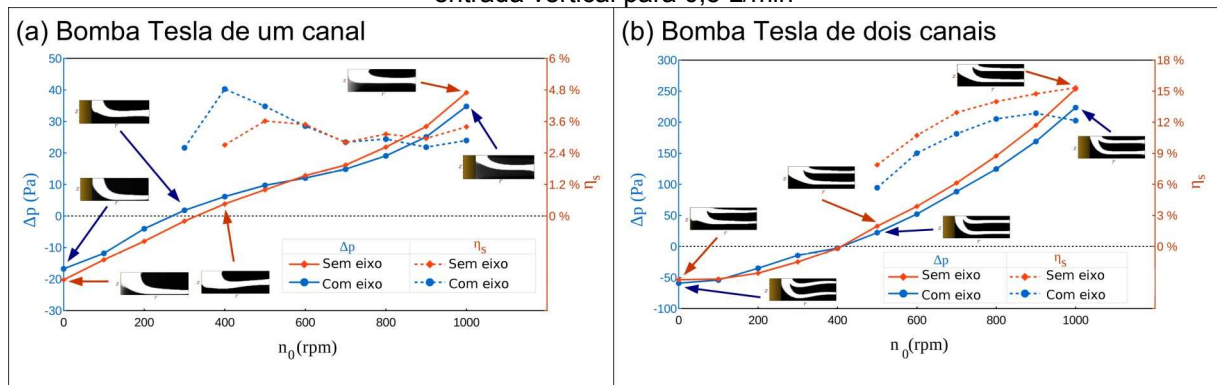 entrada vertical para 0,5 L/min
(a) Bomba Tesla de um canal
50
40
30
20
10
0
-10
-20
-30
Δp (Pa)
6 %
4.8 %
3.6 %
2.4 %
1.2 %
0 %
ηs
z
r
Δp ηs
Sem eixo Sem eixo
Com eixo Com eixo
0 200 400 600 800 1000
n0(rpm)
(b) Bomba Tesla de dois canais
300
250
200
150
100
50
0
-50
-100
Δp (Pa)
18 %
15 %
12 %
9 %
6 %
3 %
0 %
ηs
z
r
Δp ηs
Sem eixo Sem eixo
Com eixo Com eixo
0 200 400 600 800 1000
n0(rpm)